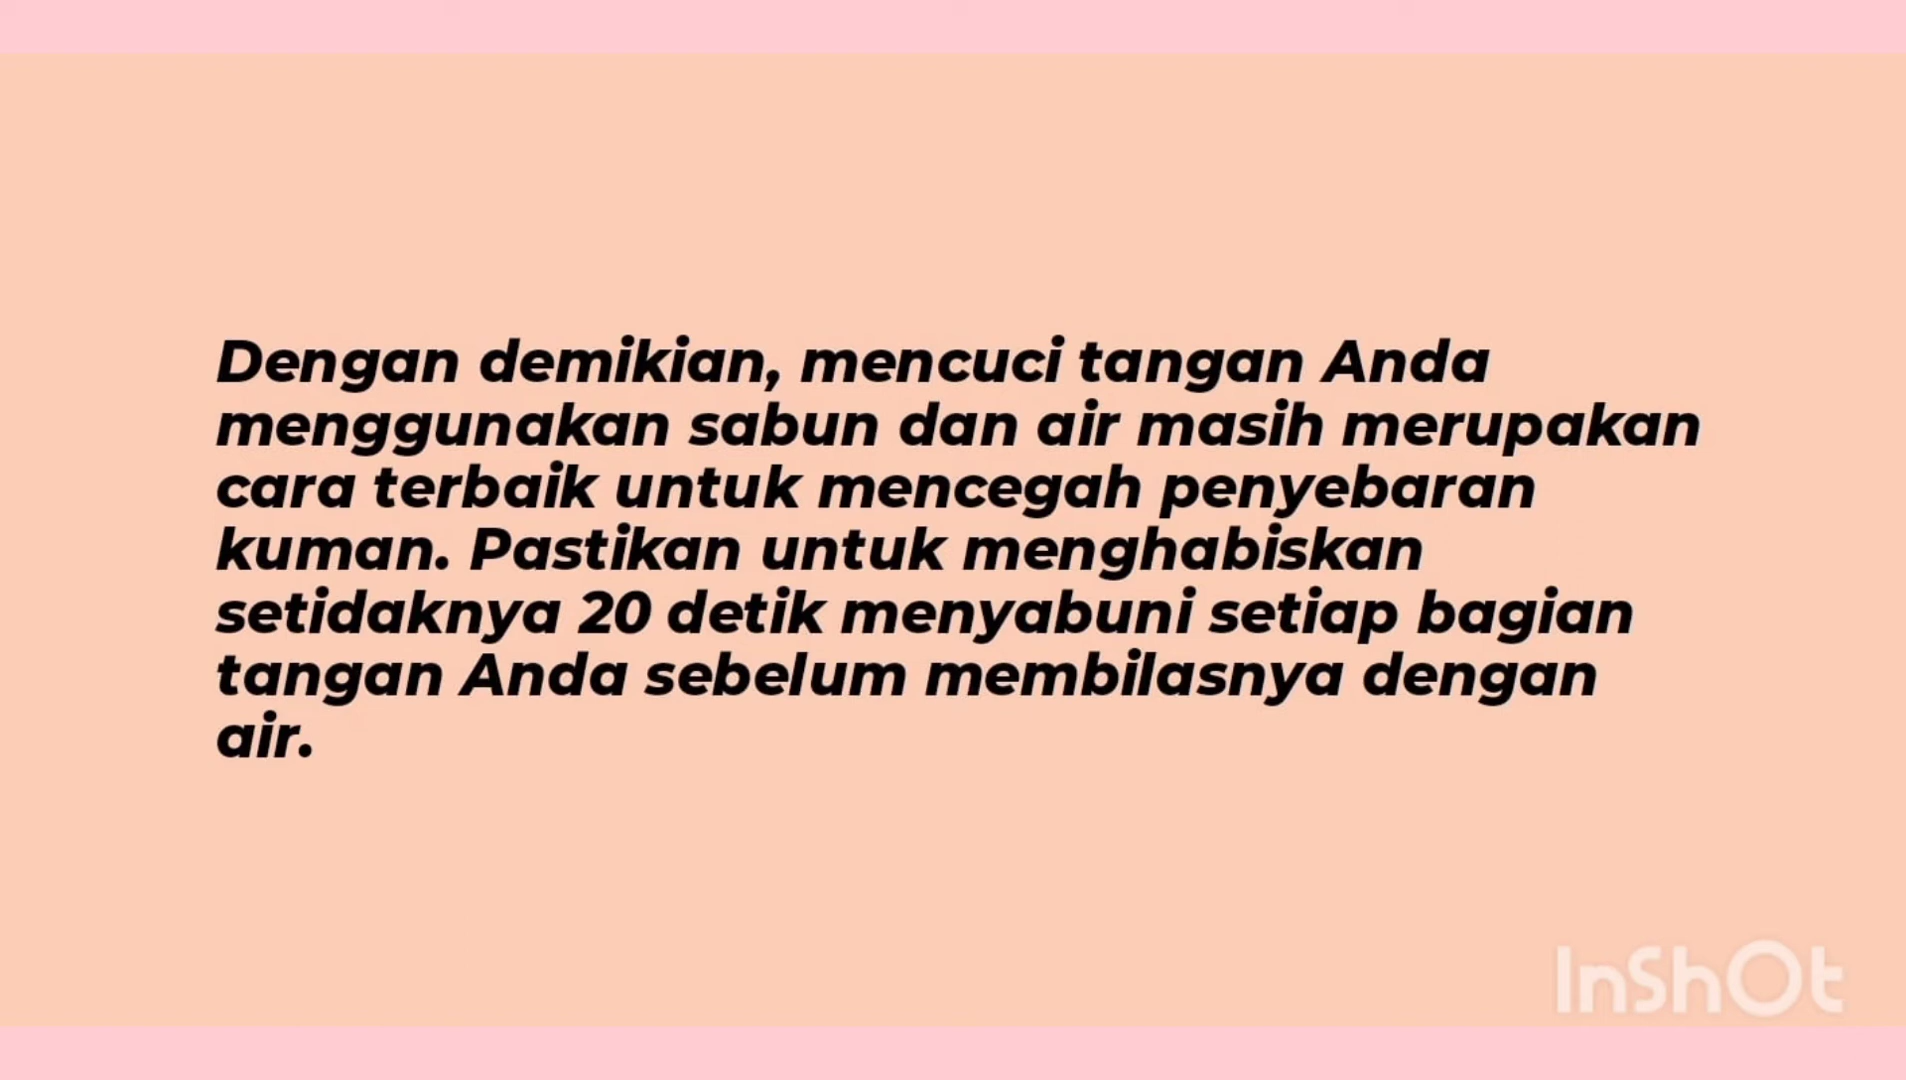 Dengan demikian, mencuci tangan Anda
menggunakan sabun dan air masih merupakan
cara terbaik untuk mencegah penyebaran
kuman. Pastikan untuk menghabiskan
setidaknya 20 detik menyabuni setiap bagian
tangan Anda sebelum membilasnya dengan
air.
InShOt